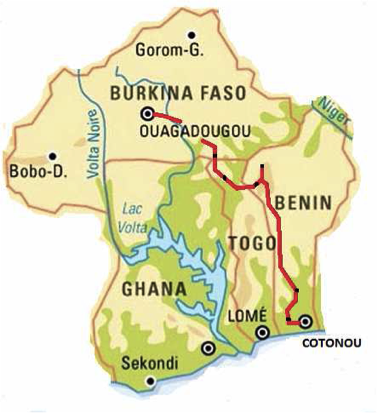 Gorom-G.
Niger
BURKINA FASO
OUAGADOUGOU
Volta Noire
Bobo-D.
BENIN
Lac
Volta
TOGO
GHANA
LOMÉ
COTONOU
Sekondi